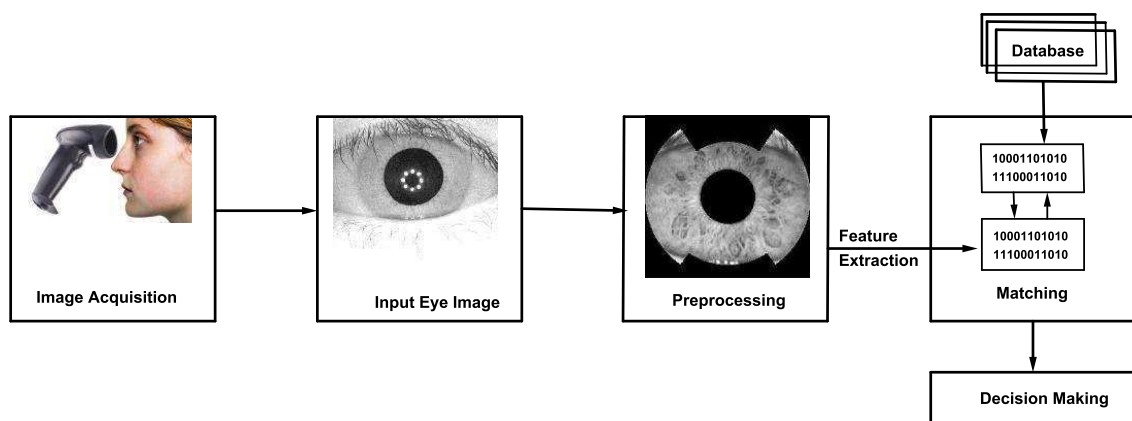 Database
10001101010
11100011010
10001101010
11100011010
Feature
Extraction
Image Acquisition
Input Eye Image
Preprocessing
Matching
Decision Making